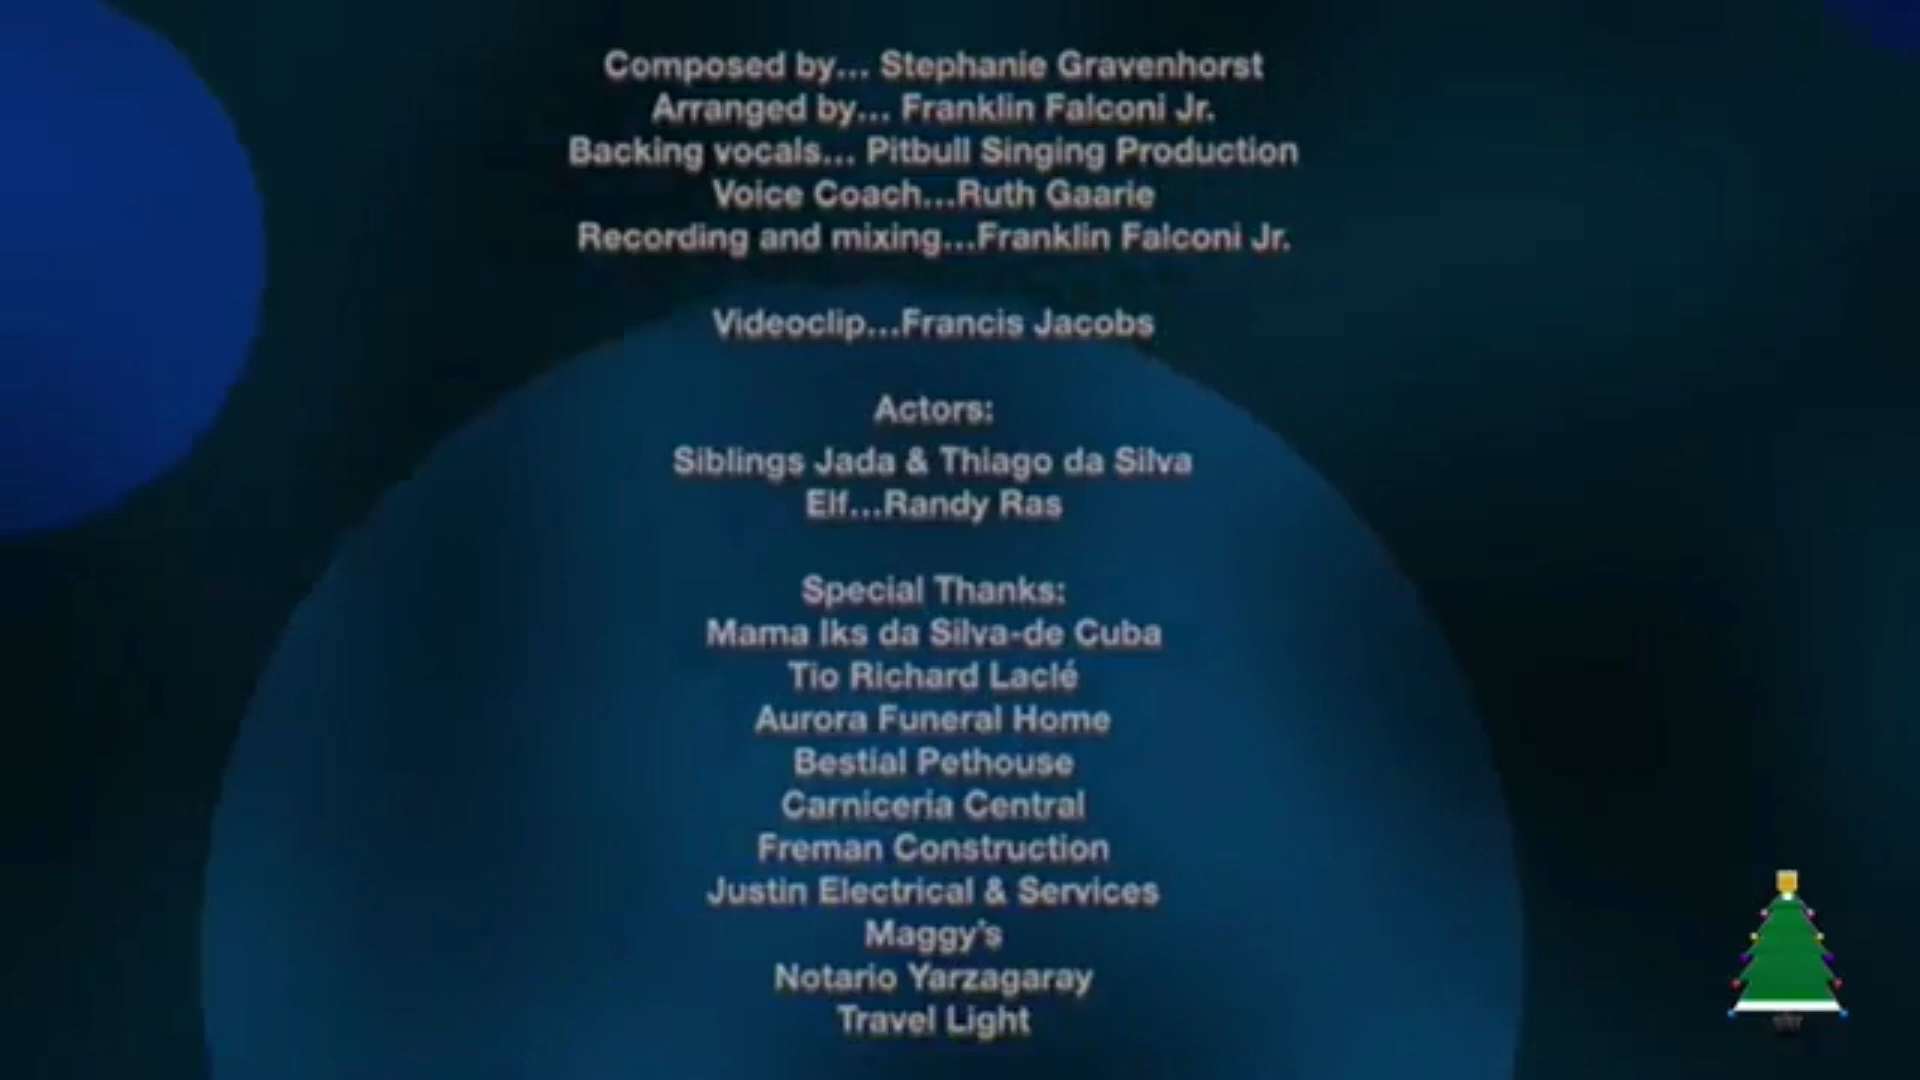 Composed by... Stephanie Gravenhorst
Arranged by... Franklin Falconi Jr.
Backing vocals... Pitbull Singing Production
Voice Coach...Ruth Gaarie
Recording and mixing...Franklin Falconi Jr.
Videoclip...Francis Jacobs
Actors:
Siblings Jada & Thiago da Silva
Elf...Randy Ras
Special Thanks:
Mama Iks da Silva-de Cuba
Tio Richard Laclé
Aurora Funeral Home
Bestial Pethouse
Carniceria Central
Freman Construction
Justin Electrical & Services
Maggy's
Notario Yarzagaray
Travel Light